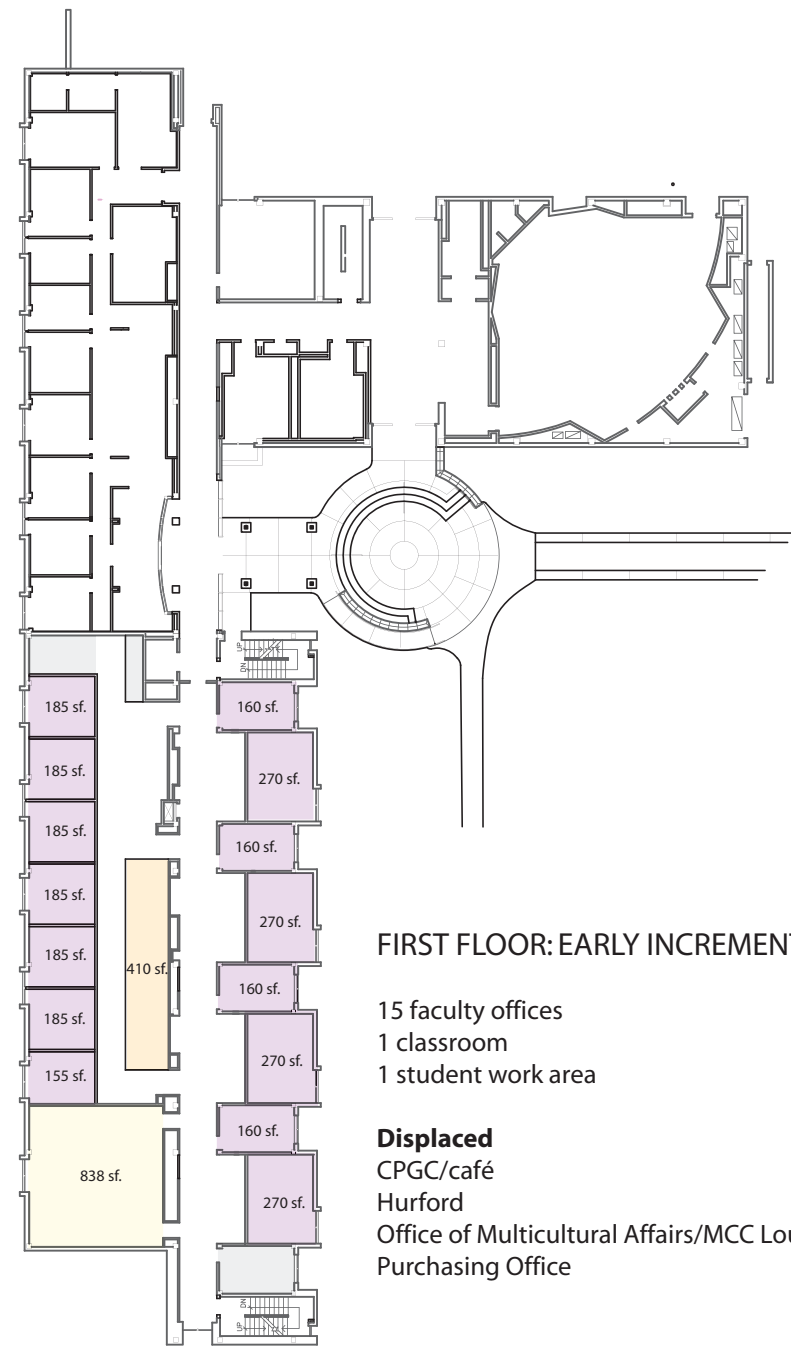 UP
DN
185 sf.
160 sf.
185 sf.
270 sf.
185 sf.
160 sf.
185 sf.
270 sf.
185 sf.
410 sf.
160 sf.
185 sf.
270 sf.
155 sf.
160 sf.
838 sf.
270 sf.
DN
UP
FIRST FLOOR: EARLY INCREMENT
15 faculty offices
1 classroom
1 student work area
Displaced
CPGC/café
Hurford
Office of Multicultural Affairs/MCC Lou
Purchasing Office